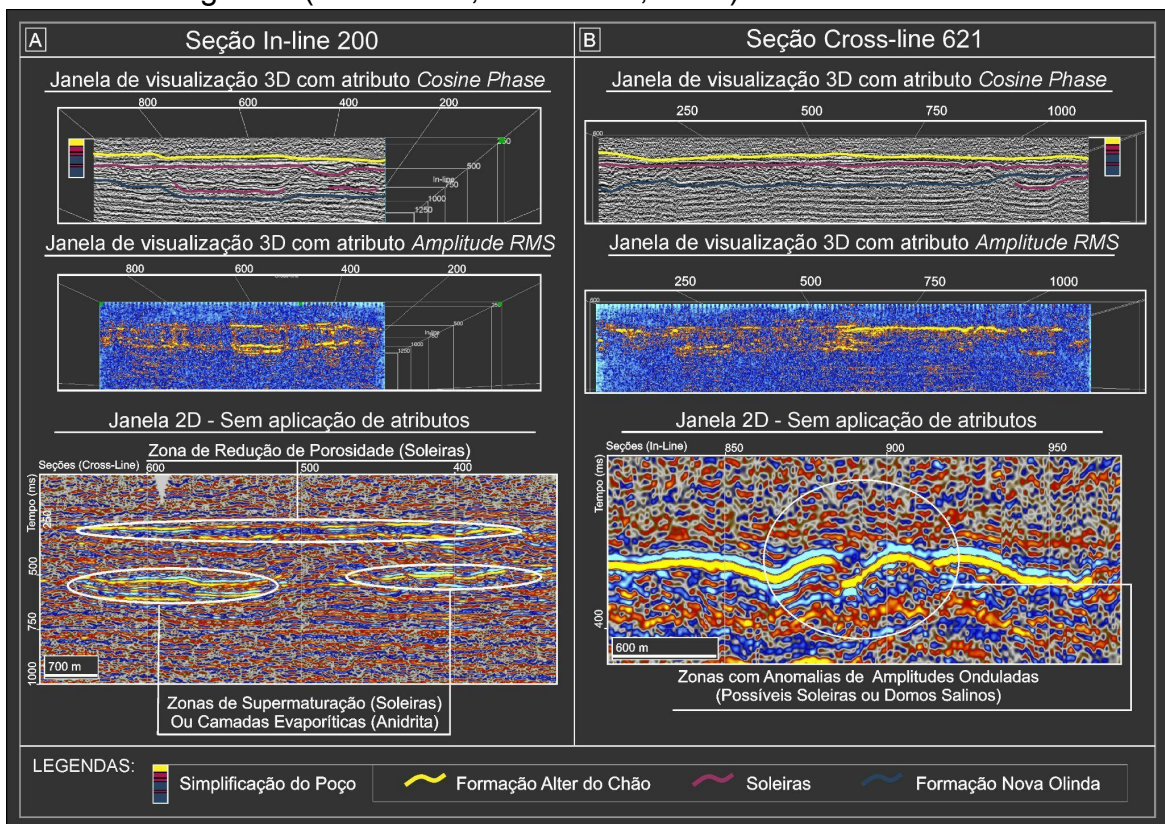 A Seção In-line 200
Janela de visualização 3D com atributo Cosine Phase
800 600 400 200
In-line
500
750
1000
1250
Janela de visualização 3D com atributo Amplitude RMS
800 600 400 200
500
1000
1250
Janela 2D - Sem aplicação de atributos
Zona de Redução de Porosidade (Soleiras)
Seções (Cross-Line) 600 500 400
Tempo (ms)
250
500
750
1000
700 m
Zonas de Supermaturação (Soleiras)
Ou Camadas Evaporíticas (Anidrita)
B Seção Cross-line 621
Janela de visualização 3D com atributo Cosine Phase
250 500 750 1000
Janela de visualização 3D com atributo Amplitude RMS
250 500 750 1000
Janela 2D - Sem aplicação de atributos
Seções (In-Line) 850 900 950
Tempo (ms)
400
600 m
Zonas com Anomalias de Amplitudes Onduladas
(Possíveis Soleiras ou Domos Salinos)
LEGENDAS:
Simplificação do Poço
Formação Alter do Chão
Soleiras
Formação Nova Olinda